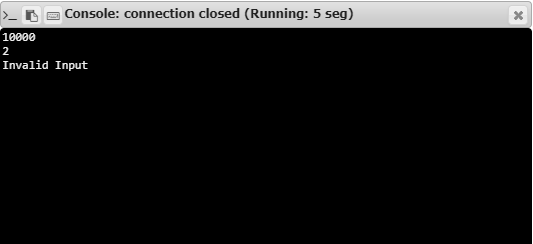 >_ Console: connection closed (Running: 5 seg)
10000
2
Invalid Input